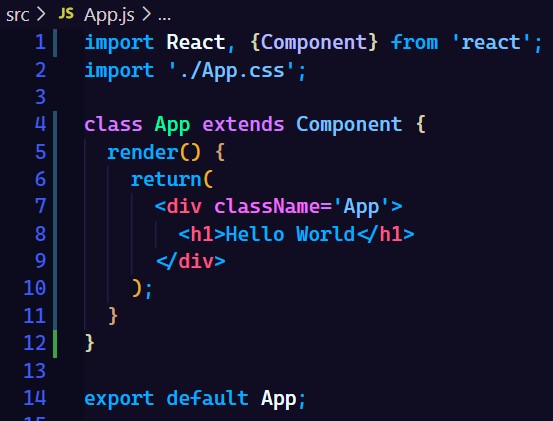 src > JS App.js > ...
1 import React, {Component} from 'react';
2 import './App.css';
3
4 class App extends Component {
5   render() {
6     return(
7       <div className='App'>
8         <h1>Hello World</h1>
9       </div>
10     );
11   }
12 }
13
14 export default App;